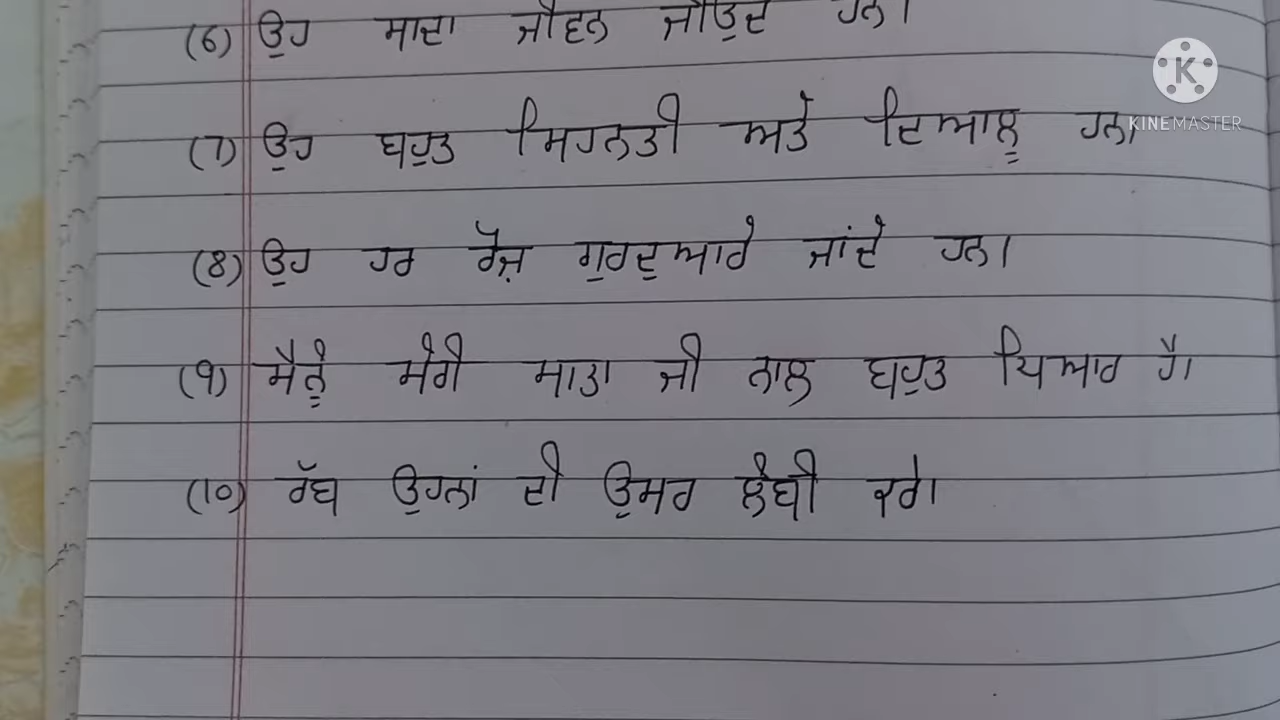 (6) ਉਹ ਸਾਦਾ ਜੀਵਨ ਜੀਉਂਦੇ ਹਨ।
(7) ਉਹ ਬਹੁਤ ਮਿਹਨਤੀ ਅਤੇ ਦਿਆਲੂ ਹਨ।
(8) ਉਹ ਹਰ ਰੋਜ਼ ਗੁਰਦੁਆਰੇ ਜਾਂਦੇ ਹਨ।
(9) ਮੈਨੂੰ ਮੇਰੀ ਮਾਤਾ ਜੀ ਨਾਲ ਬਹੁਤ ਪਿਆਰ ਹੈ।
(10) ਰੱਬ ਉਹਨਾਂ ਦੀ ਉਮਰ ਲੰਬੀ ਕਰੇ।
K
KINEMASTER